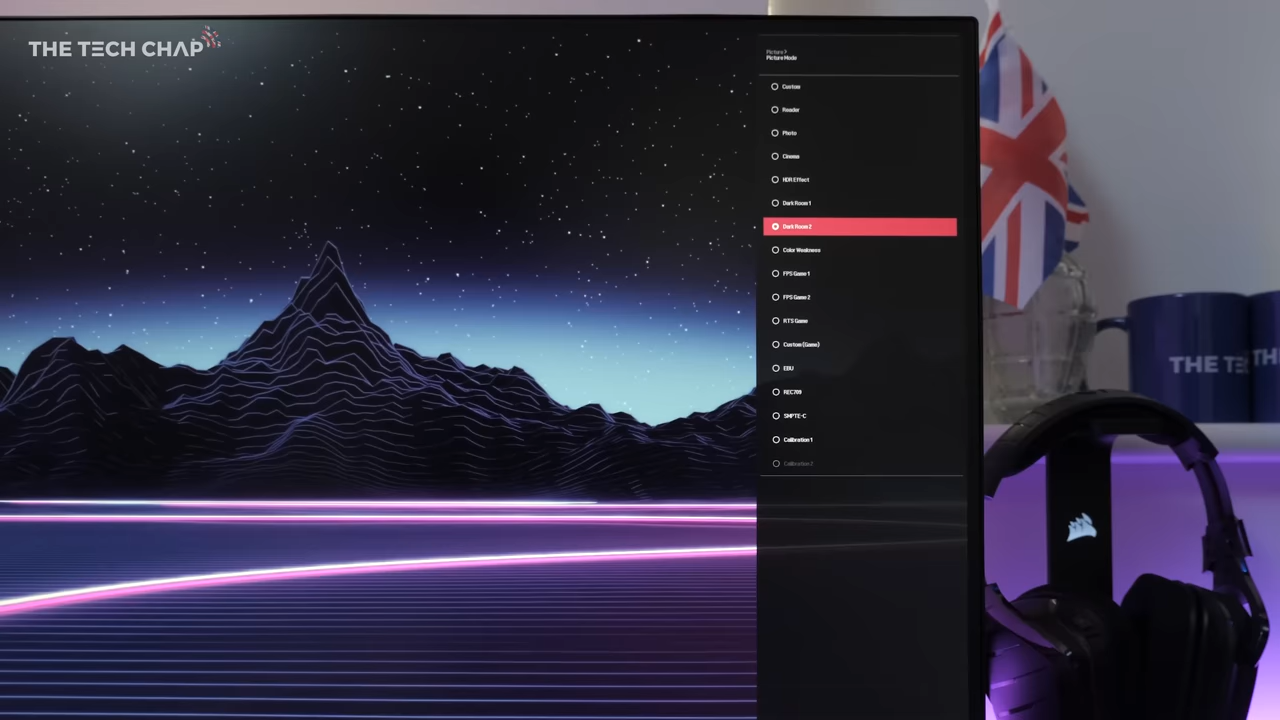 THE TECH CHAP
Picture >
Picture Mode
Custom
Reader
Photo
Cinema
HDR Effect
Dark Room 1
Dark Room 2
Color Weakness
FPS Game 1
FPS Game 2
RTS Game
Custom (Game)
EBU
REC709
SMPTE-C
Calibration 1
Calibration 2
THE TE
TH